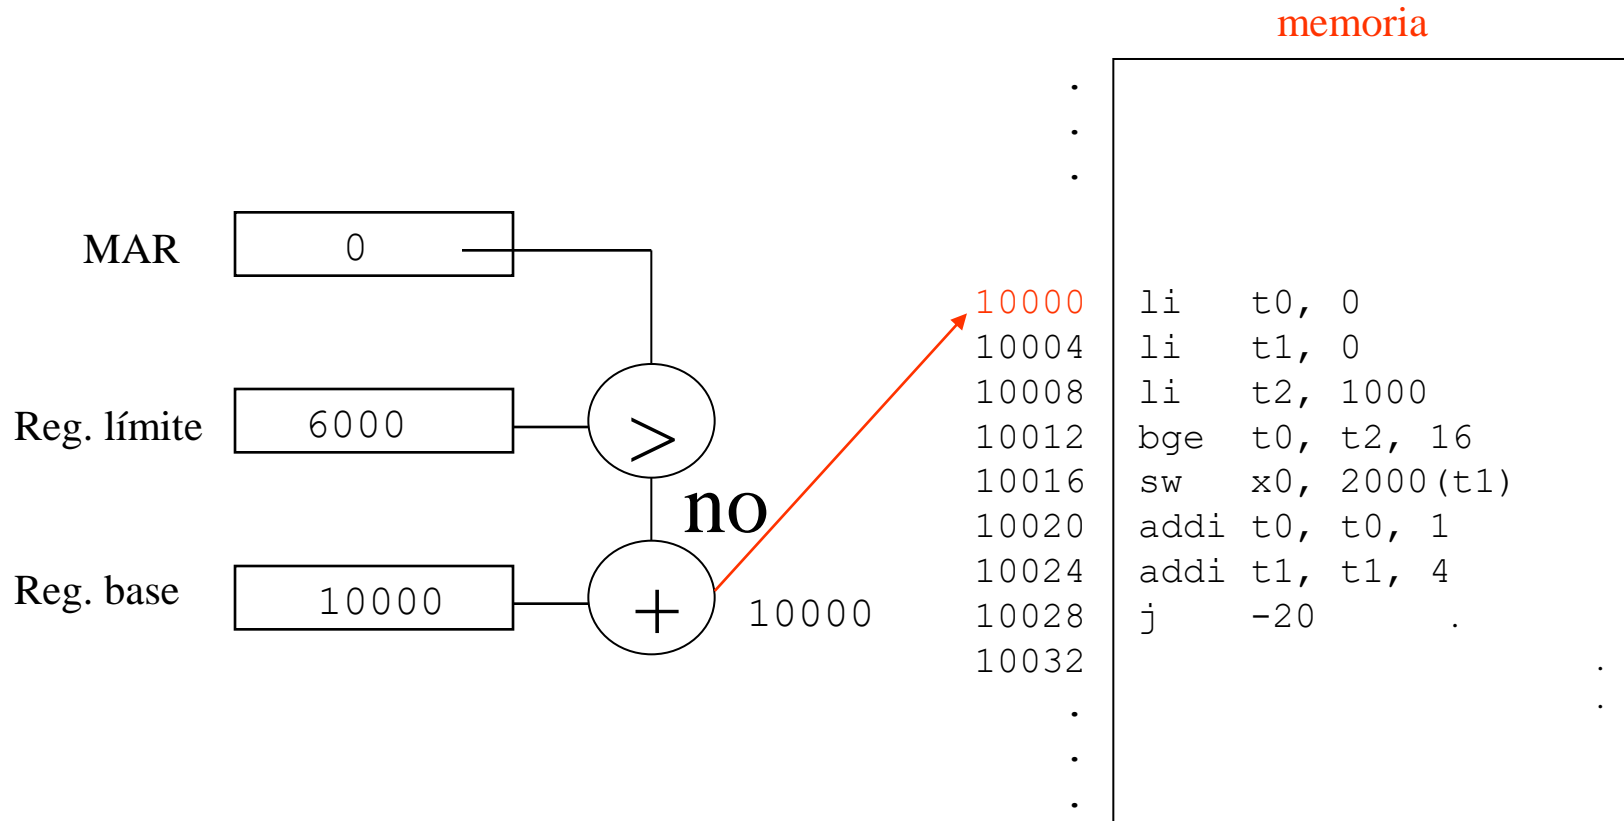 memoria
.
.
.
MAR 0
Reg. límite 6000
>
no
Reg. base 10000
+
10000
10000 li t0, 0
10004 li t1, 0
10008 li t2, 1000
10012 bge t0, t2, 16
10016 sw x0, 2000(t1)
10020 addi t0, t0, 1
10024 addi t1, t1, 4
10028 j -20 .
10032 .
. .
.
.